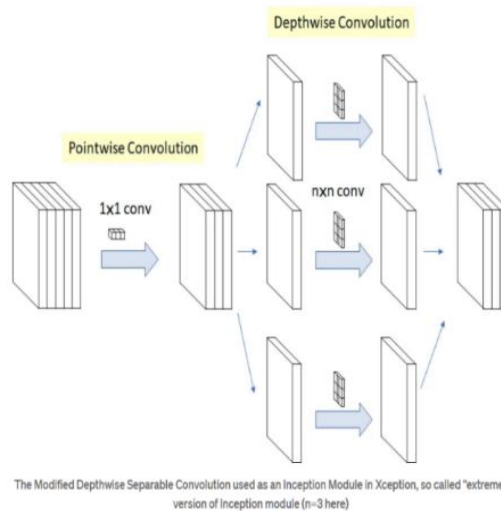 Depthwise Convolution
Pointwise Convolution
1x1 conv
nxn conv
The Modified Depthwise Separable Convolution used as an Inception Module in Xception, so called "extreme
version of Inception module (n=3 here)